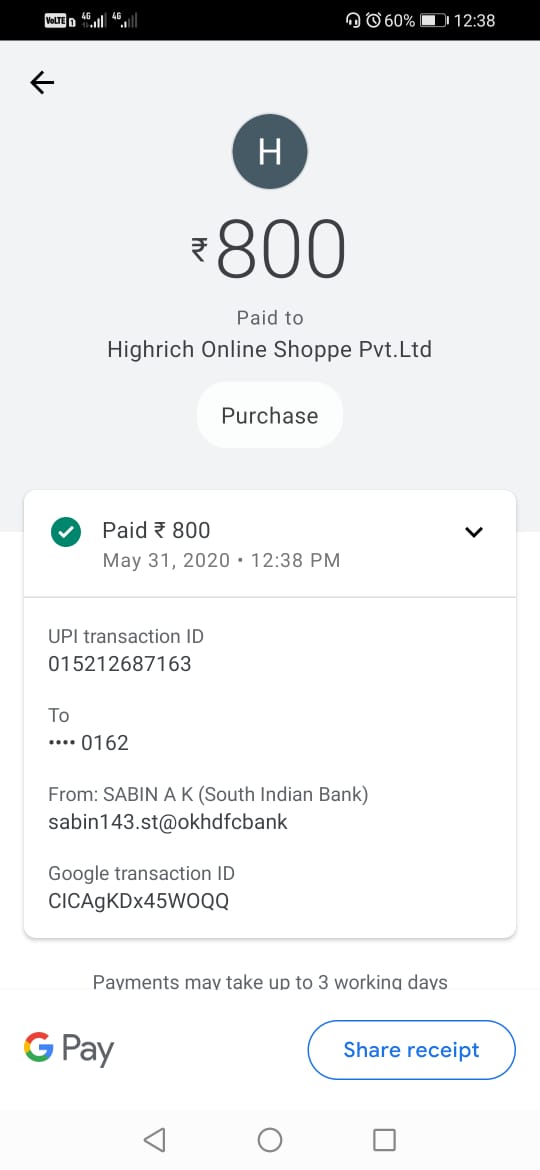 VoLTE 4G 4G 60% 12:38
H
₹800
Paid to
Highrich Online Shoppe Pvt.Ltd
Purchase
Paid ₹ 800
May 31, 2020 • 12:38 PM
UPI transaction ID
015212687163
To
•••• 0162
From: SABIN A K (South Indian Bank)
sabin143.st@okhdfcbank
Google transaction ID
CICAgKDx45WOQQ
Payments may take up to 3 working days
G Pay
Share receipt